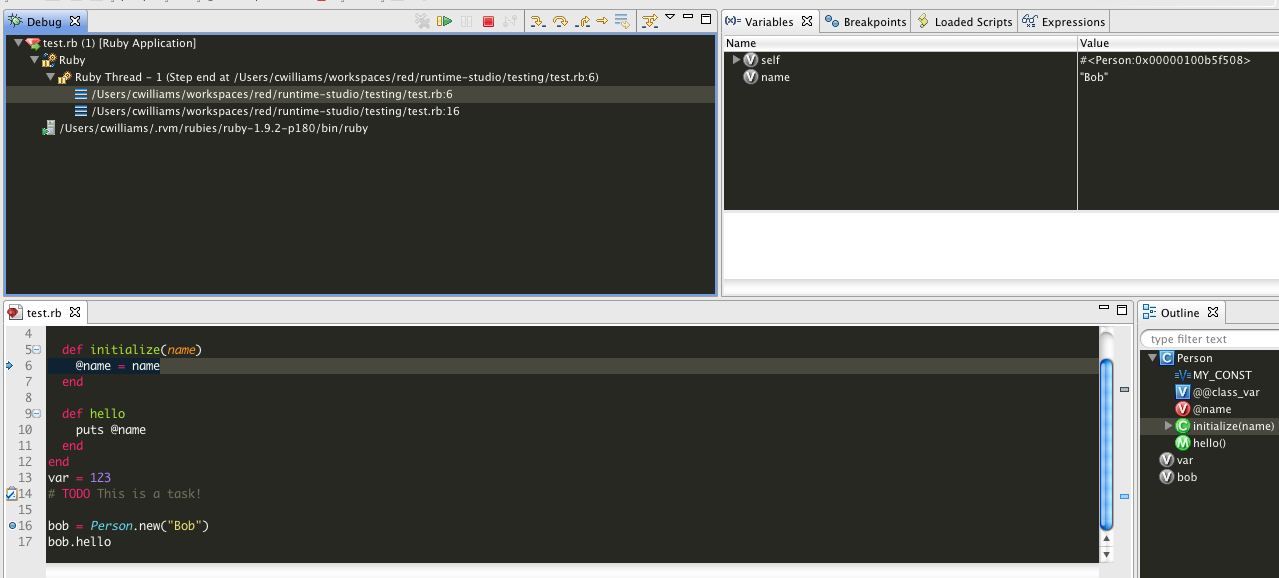 Debug
test.rb (1) [Ruby Application]
Ruby
Ruby Thread - 1 (Step end at /Users/cwilliams/workspaces/red/runtime-studio/testing/test.rb:6)
/Users/cwilliams/workspaces/red/runtime-studio/testing/test.rb:6
/Users/cwilliams/workspaces/red/runtime-studio/testing/test.rb:16
/Users/cwilliams/.rvm/rubies/ruby-1.9.2-p180/bin/ruby
(x)= Variables Breakpoints Loaded Scripts Expressions
Name Value
V self #<Person:0x00000100b5f508>
V name "Bob"
test.rb
4
5 def initialize(name)
6 @name = name
7 end
8
9 def hello
10 puts @name
11 end
12 end
13 var = 123
14 # TODO This is a task!
15
16 bob = Person.new("Bob")
17 bob.hello
Outline
type filter text
C Person
V MY_CONST
V @@class_var
V @name
C initialize(name)
M hello()
V var
V bob